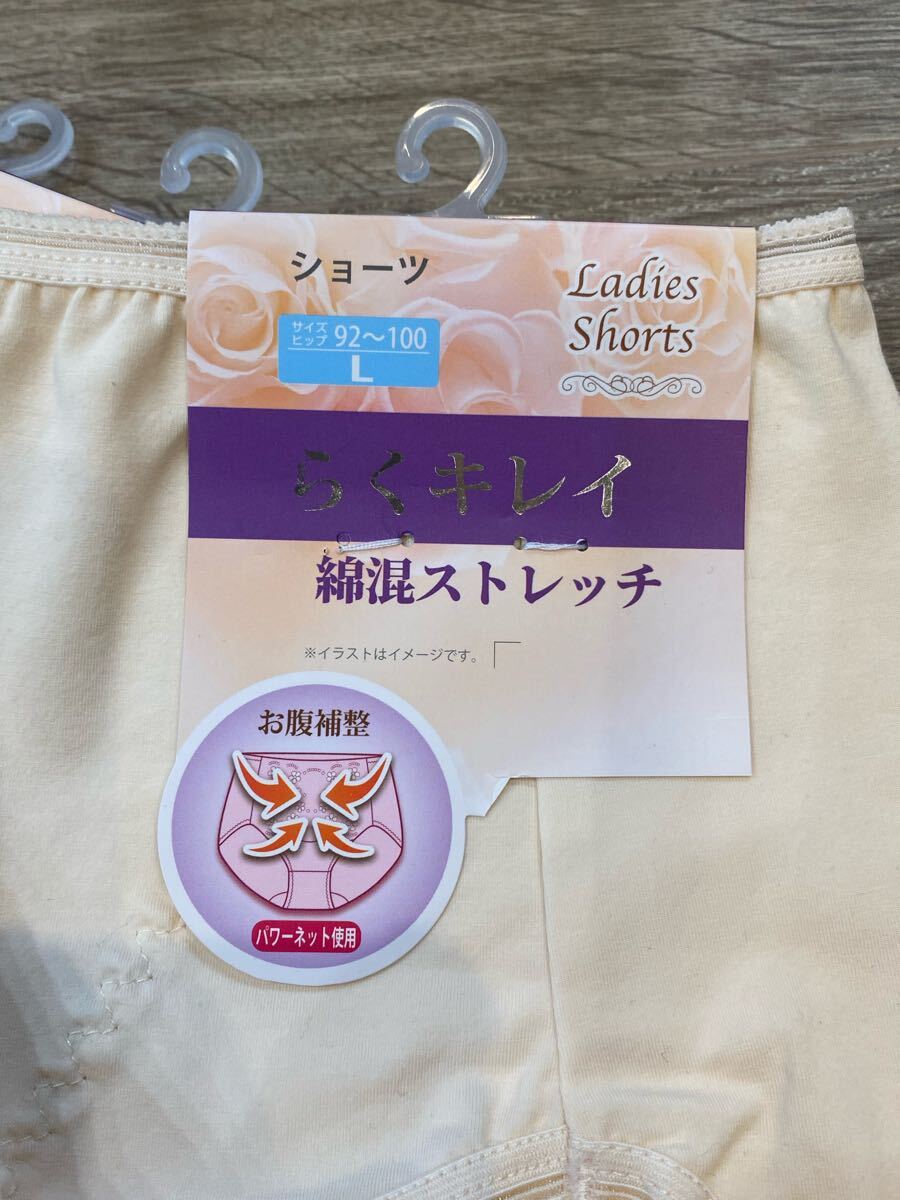 ショーツ
サイズ
ヒップ 92～100
L
Ladies
Shorts
らくキレイ
綿混ストレッチ
※イラストはイメージです。
お腹補整
パワーネット使用